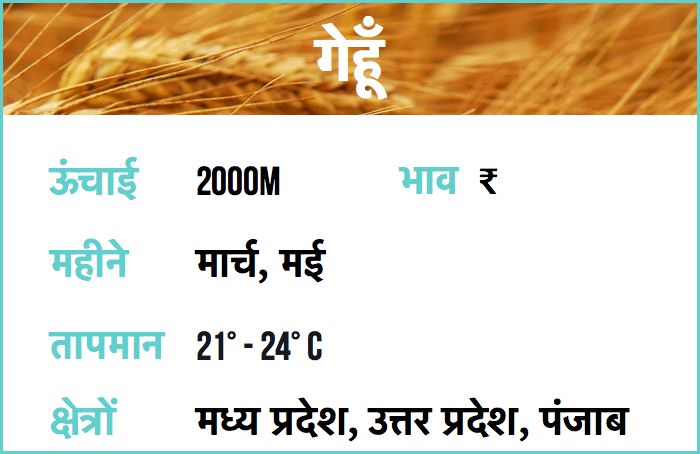 गेहूँ
ऊंचाई 2000M भाव ₹
महीने मार्च, मई
तापमान 21° - 24° C
क्षेत्रों मध्य प्रदेश, उत्तर प्रदेश, पंजाब